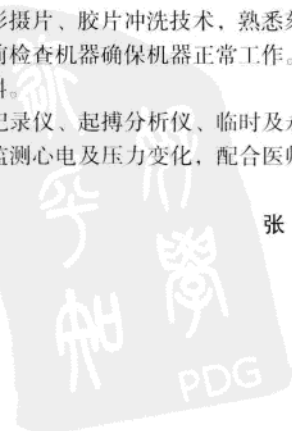 影摄片、胶片冲洗技术，熟悉
前检查机器确保机器正常工作。
料。
记录仪、起搏分析仪、临时及
监测心电及压力变化，配合医师
张
PDG